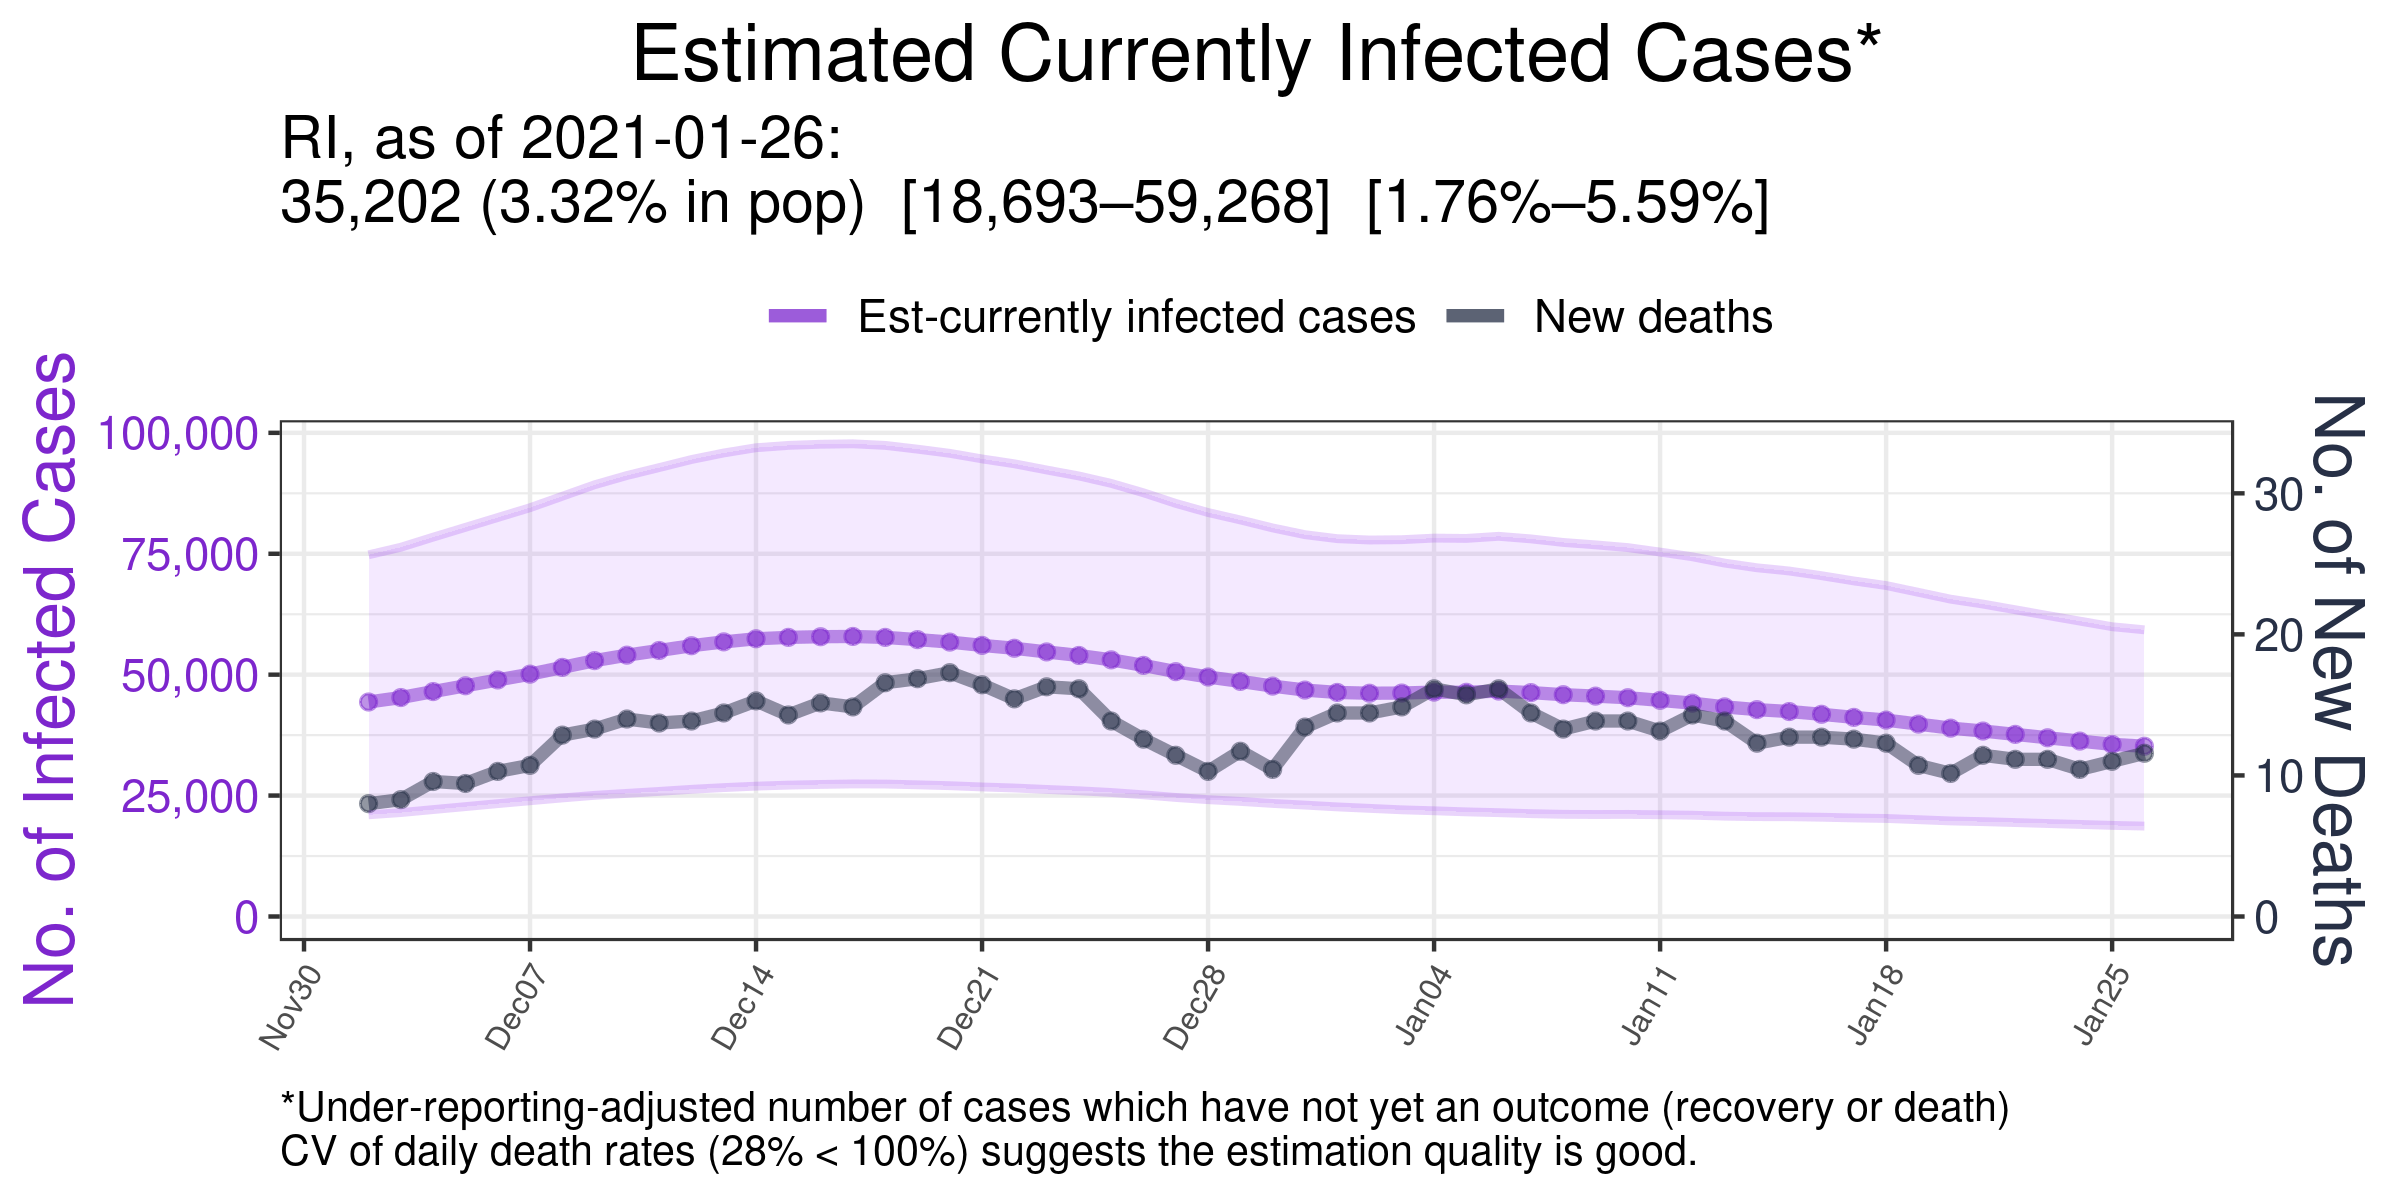 Estimated Currently Infected Cases*
RI, as of 2021-01-26:
35,202 (3.32% in pop)  [18,693–59,268]  [1.76%–5.59%]
Est-currently infected cases
New deaths
No. of Infected Cases
100,000
75,000
50,000
25,000
0
No. of New Deaths
30
20
10
0
Nov30
Dec07
Dec14
Dec21
Dec28
Jan04
Jan11
Jan18
Jan25
*Under-reporting-adjusted number of cases which have not yet an outcome (recovery or death)
CV of daily death rates (28% < 100%) suggests the estimation quality is good.